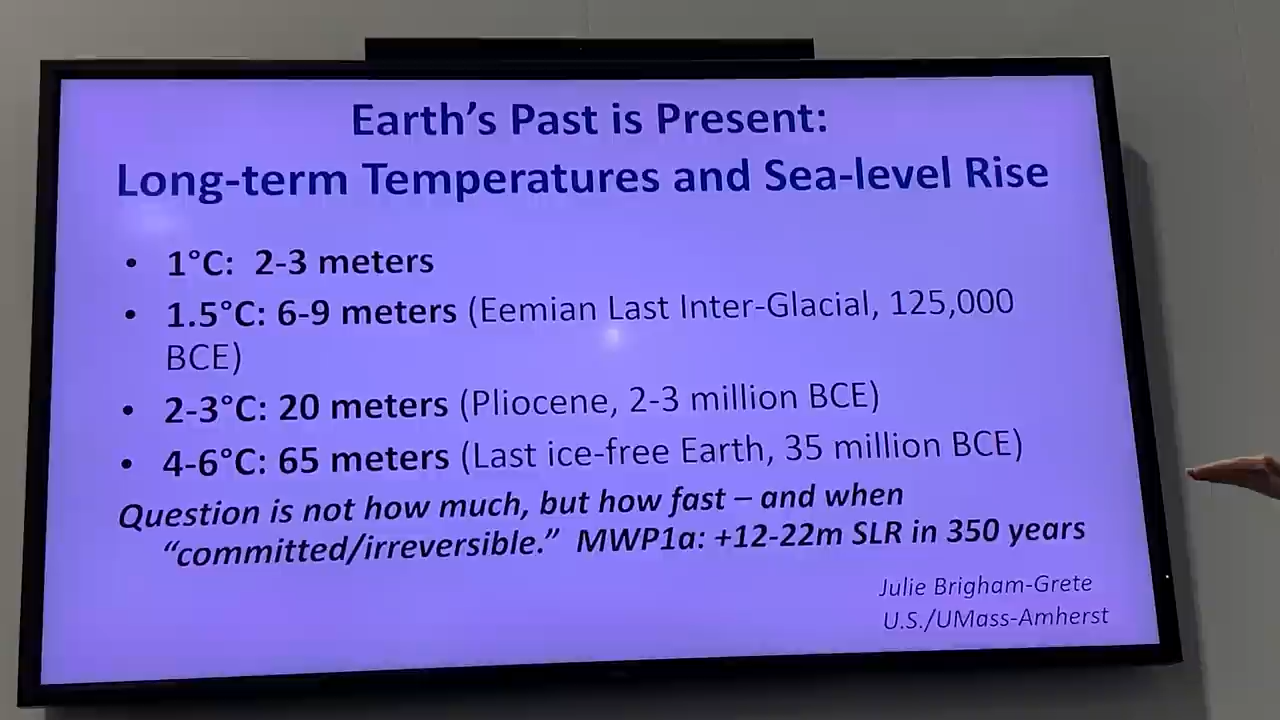 Earth's Past is Present:
Long-term Temperatures and Sea-level Rise
• 1°C: 2-3 meters
• 1.5°C: 6-9 meters (Eemian Last Inter-Glacial, 125,000
BCE)
• 2-3°C: 20 meters (Pliocene, 2-3 million BCE)
• 4-6°C: 65 meters (Last ice-free Earth, 35 million BCE)
Question is not how much, but how fast – and when
“committed/irreversible.” MWP1a: +12-22m SLR in 350 years
Julie Brigham-Grete
U.S./UMass-Amherst